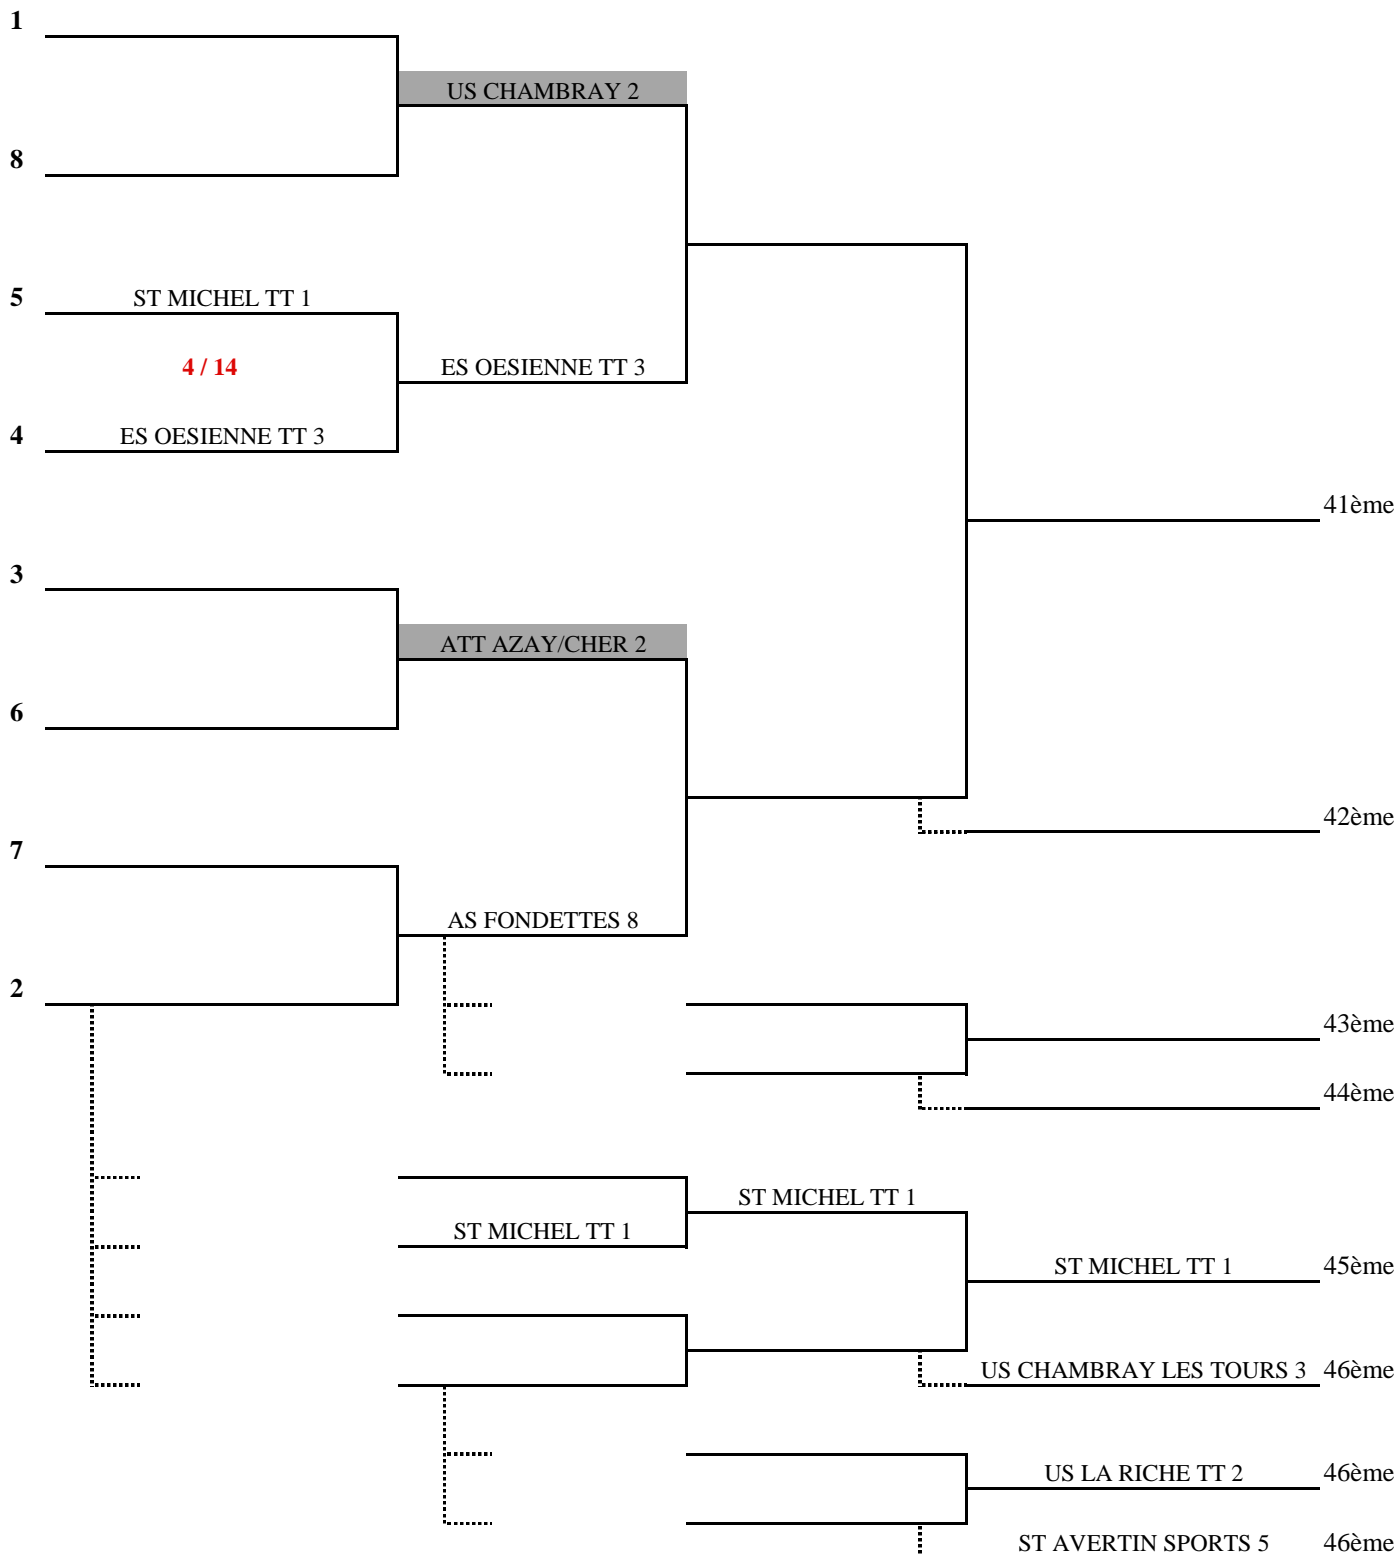 1
US CHAMBRAY 2
8
5
ST MICHEL TT 1
4 / 14
ES OESIENNE TT 3
4
ES OESIENNE TT 3
41ème
3
ATT AZAY/CHER 2
6
42ème
7
AS FONDETTES 8
2
43ème
44ème
ST MICHEL TT 1
ST MICHEL TT 1
ST MICHEL TT 1
45ème
US CHAMBRAY LES TOURS 3
46ème
US LA RICHE TT 2
46ème
ST AVERTIN SPORTS 5
46ème